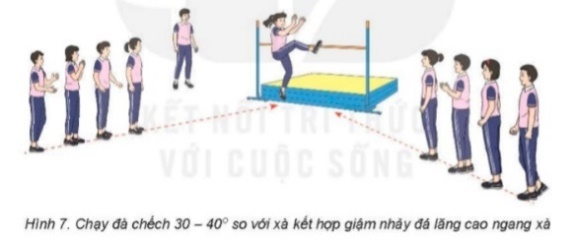 KẾT NỐI TRI THỨC
VỚI CUỘC SỐNG
Hình 7. Chạy đà chếch 30 – 40° so với xà kết hợp giậm nhảy đá lăng cao ngang xà